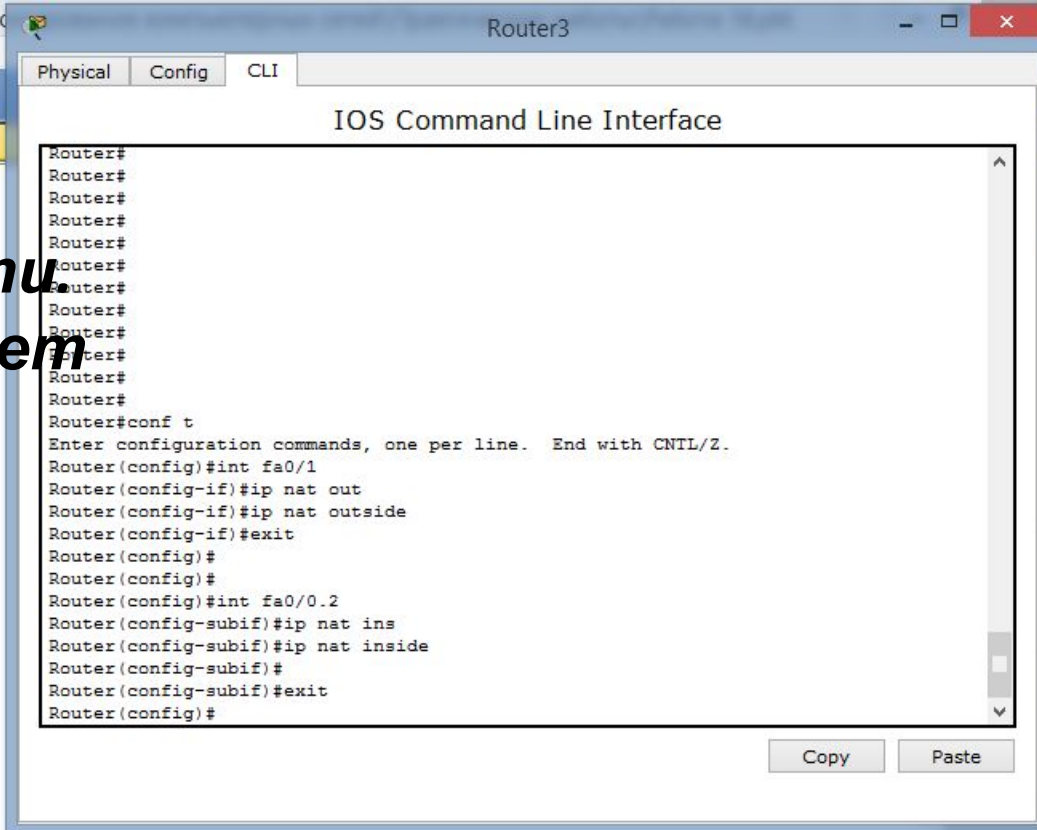 Router3
Physical Config CLI
IOS Command Line Interface
Router#
Router#
Router#
Router#
Router#
Router#
Router#
Router#
Router#
Router#
Router#
Router#
Router#conf t
Enter configuration commands, one per line. End with CNTL/Z.
Router(config)#int fa0/1
Router(config-if)#ip nat out
Router(config-if)#ip nat outside
Router(config-if)#exit
Router(config)#
Router(config)#
Router(config)#int fa0/0.2
Router(config-subif)#ip nat ins
Router(config-subif)#ip nat inside
Router(config-subif)#
Router(config-subif)#exit
Router(config)#
Copy Paste